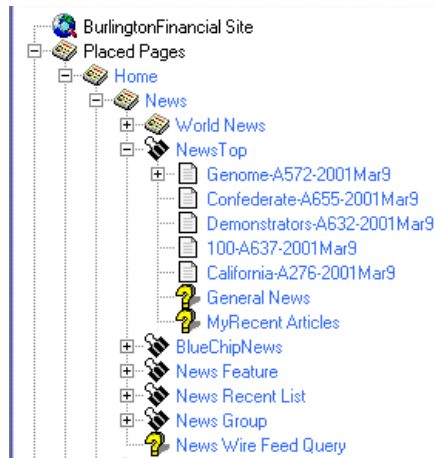 BurlingtonFinancial Site
Placed Pages
Home
News
World News
NewsTop
Genome-A572-2001Mar9
Confederate-A655-2001Mar9
Demonstrators-A632-2001Mar9
100-A637-2001Mar9
California-A276-2001Mar9
General News
MyRecent Articles
BlueChipNews
News Feature
News Recent List
News Group
News Wire Feed Query